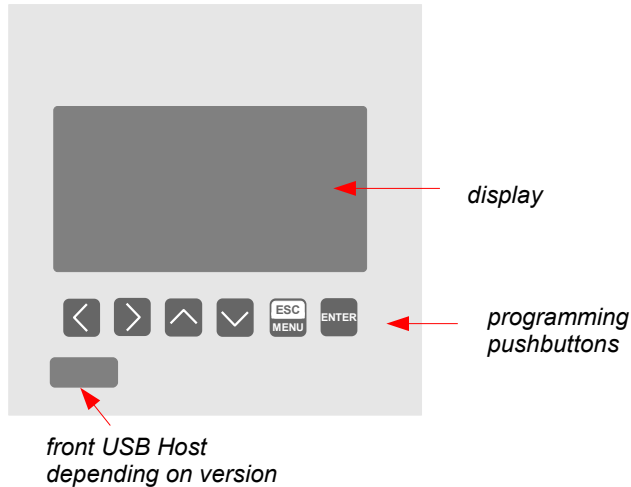 display
ESC
MENU
ENTER
programming
pushbuttons
front USB Host
depending on version